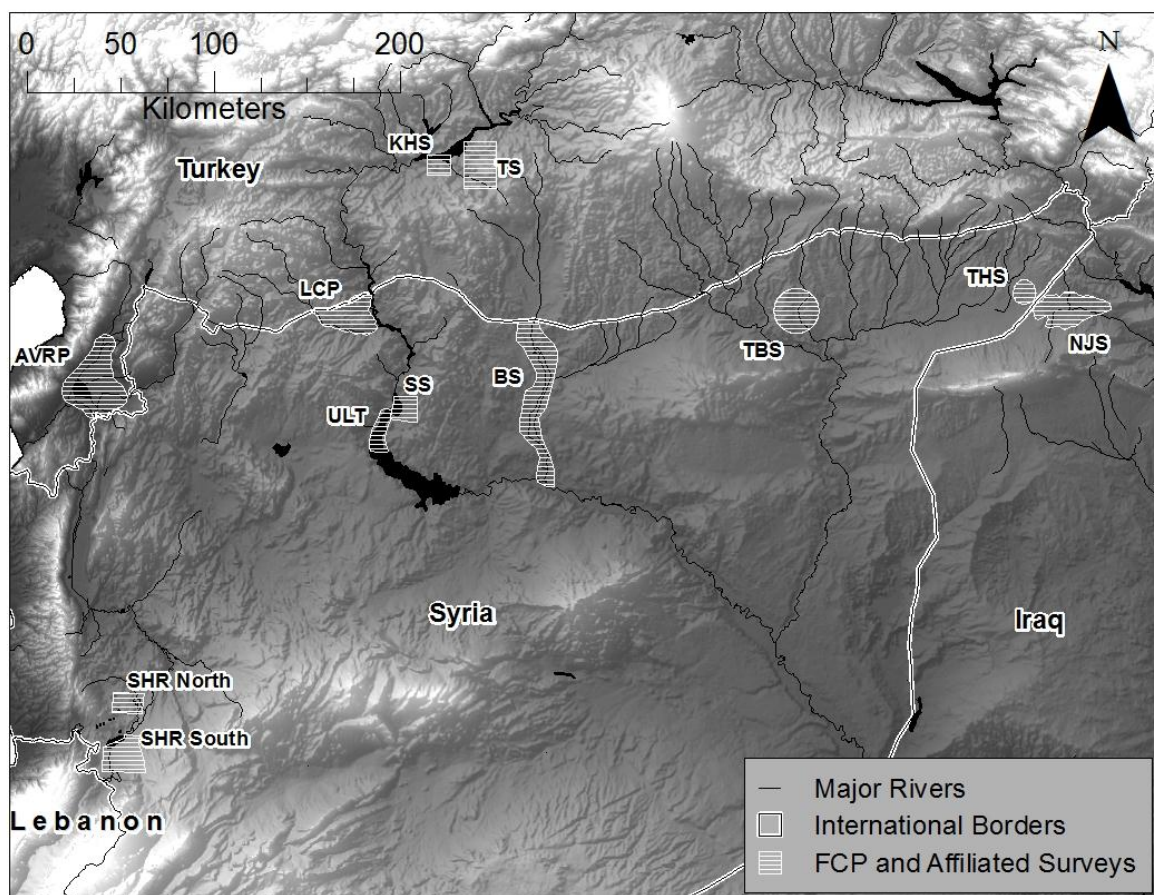 0 50 100 200
Kilometers
N
KHS
TS
Turkey
THS
LCP
NJS
TBS
AVRP
SS
BS
ULT
Syria
Iraq
SHR North
SHR South
Lebanon
Major Rivers
International Borders
FCP and Affiliated Surveys